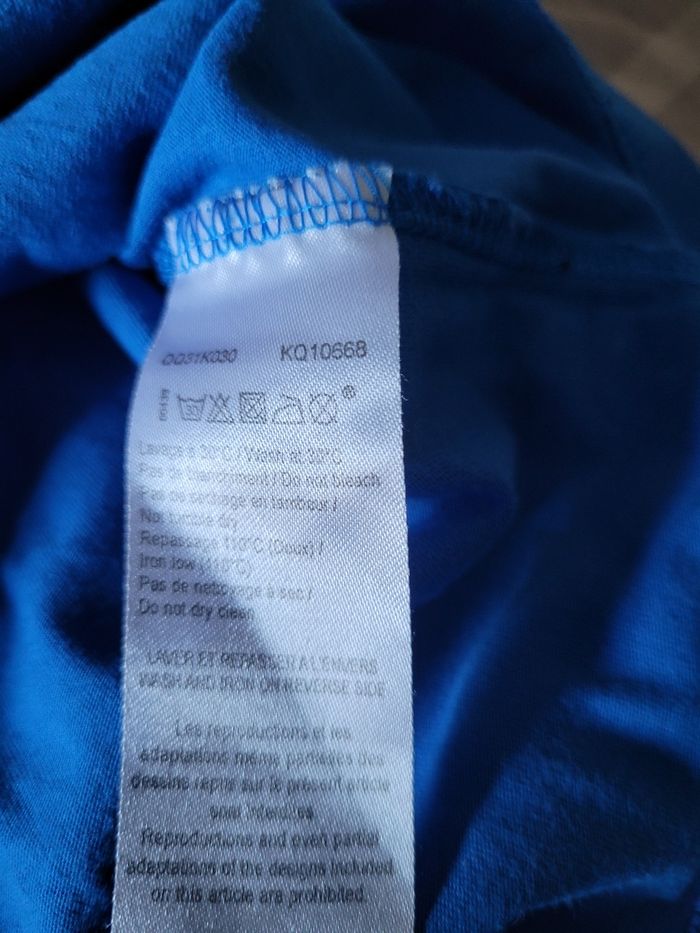 KQ10668
Lavage à 30°C / Wash at 30°C
Pas de blanchiment / Do not bleach
Pas de séchage en tambour /
Not tumble dry
Repassage 110°C (Doux) /
Iron low (110°C)
Pas de nettoyage à sec /
Do not dry clean
LAVER ET REPASSER A L'ENVERS
WASH AND IRON ON REVERSE SIDE
Les reproductions et les
adaptations même partielles des
dessins repris sur le présent article
sont interdites.
Reproductions and even partial
adaptations of the designs included
on this article are prohibited.